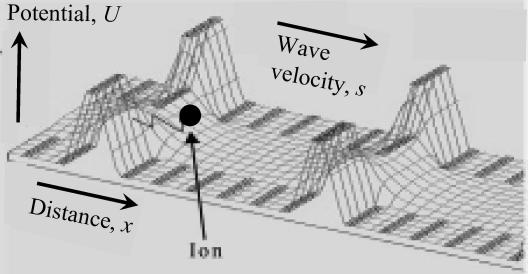 Potential, U
Wave
velocity, s
Distance, x
Ion